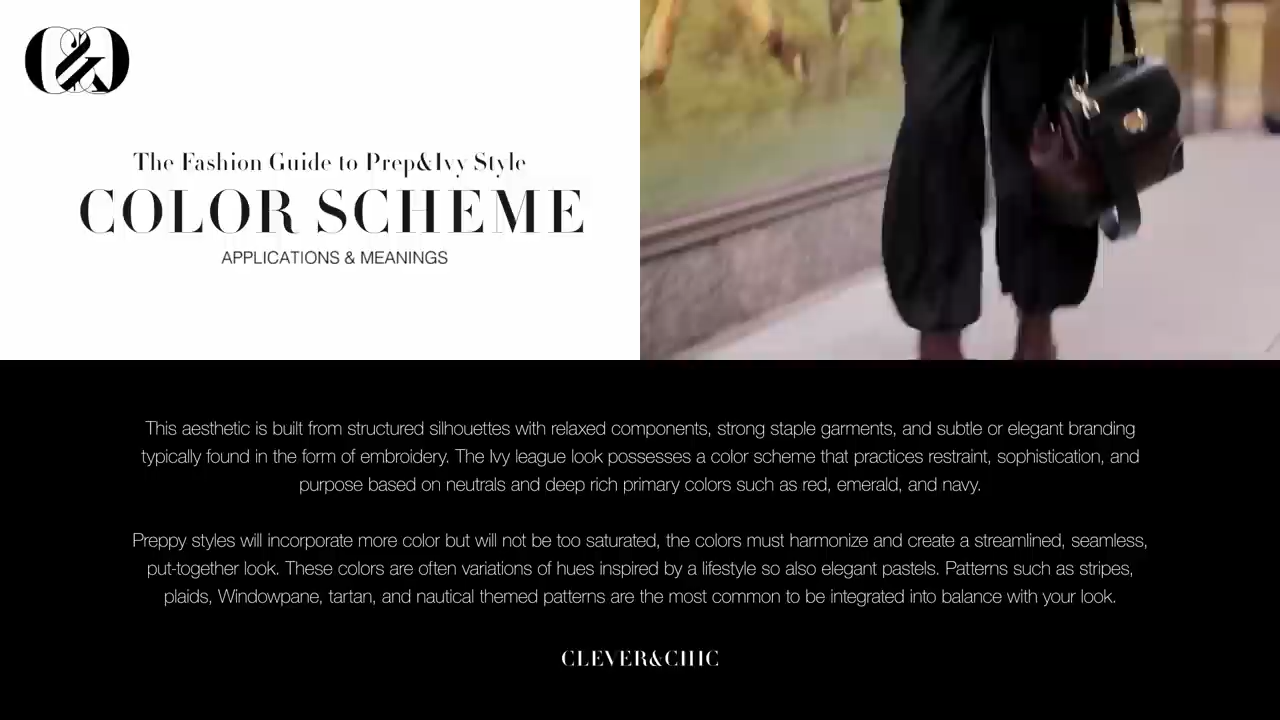 C&C
The Fashion Guide to Prep&Ivy Style
COLOR SCHEME
APPLICATIONS & MEANINGS
This aesthetic is built from structured silhouettes with relaxed components, strong staple garments, and subtle or elegant branding
typically found in the form of embroidery. The Ivy league look possesses a color scheme that practices restraint, sophistication, and
purpose based on neutrals and deep rich primary colors such as red, emerald, and navy.
Preppy styles will incorporate more color but will not be too saturated, the colors must harmonize and create a streamlined, seamless,
put-together look. These colors are often variations of hues inspired by a lifestyle so also elegant pastels. Patterns such as stripes,
plaids, Windowpane, tartan, and nautical themed patterns are the most common to be integrated into balance with your look.
CLEVER&CHIC